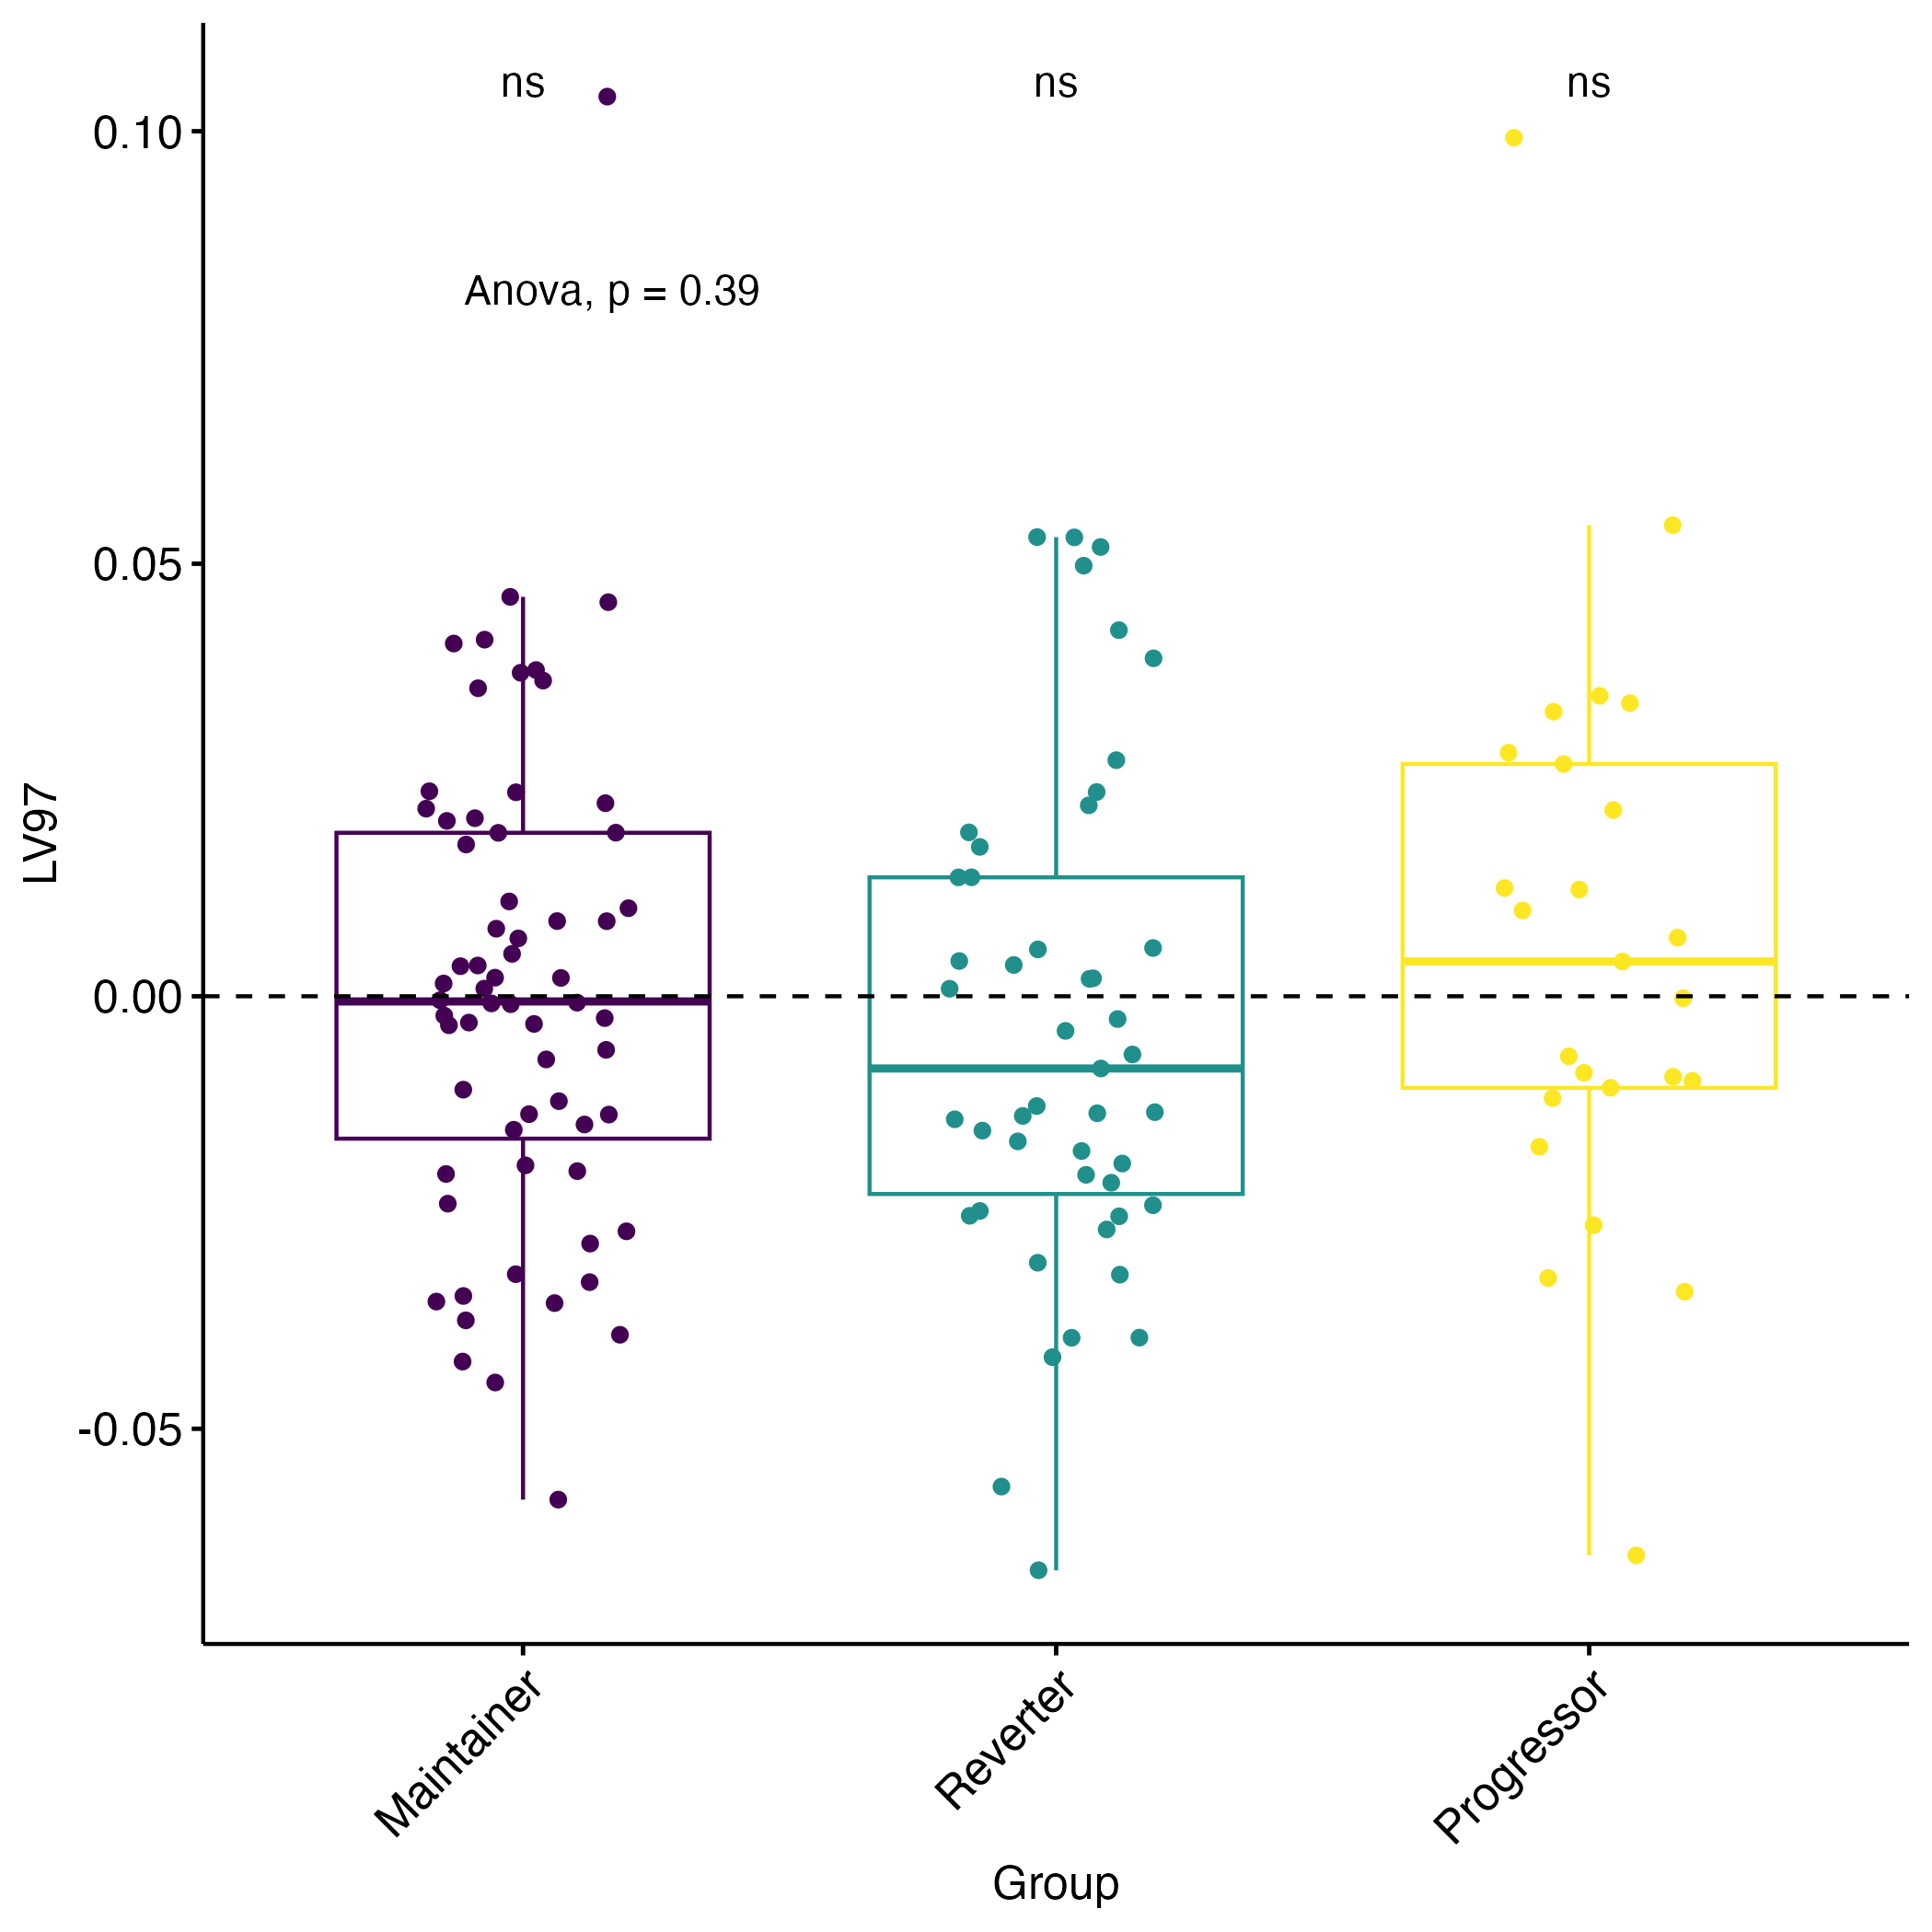 ns ns ns
0.10
Anova, p = 0.39
0.05
LV97
0.00
-0.05
Maintainer Reverter Progressor
Group